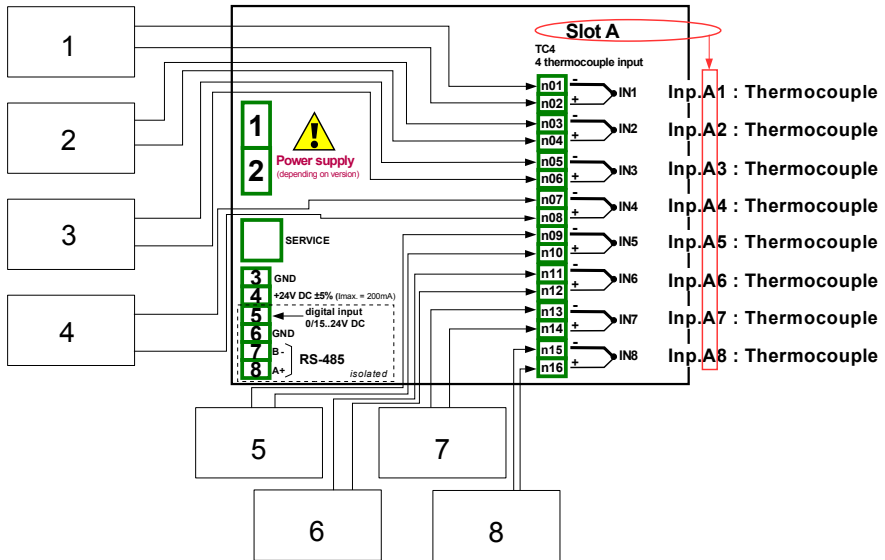 Slot A
TC4
4 thermocouple input
1
2
3
4
n01 - IN1 Inp.A1 : Thermocouple
n02 +
n03 - IN2 Inp.A2 : Thermocouple
n04 +
n05 - IN3 Inp.A3 : Thermocouple
n06 +
n07 - IN4 Inp.A4 : Thermocouple
n08 +
n09 - IN5 Inp.A5 : Thermocouple
n10 +
n11 - IN6 Inp.A6 : Thermocouple
n12 +
n13 - IN7 Inp.A7 : Thermocouple
n14 +
n15 - IN8 Inp.A8 : Thermocouple
n16 +
1
2
!
Power supply
(depending on version)
SERVICE
3 GND
4 +24V DC ±5% (Imax. = 200mA)
5 digital input
0/15..24V DC
6 GND
7 B-
8 A+
RS-485
isolated
5
7
6
8